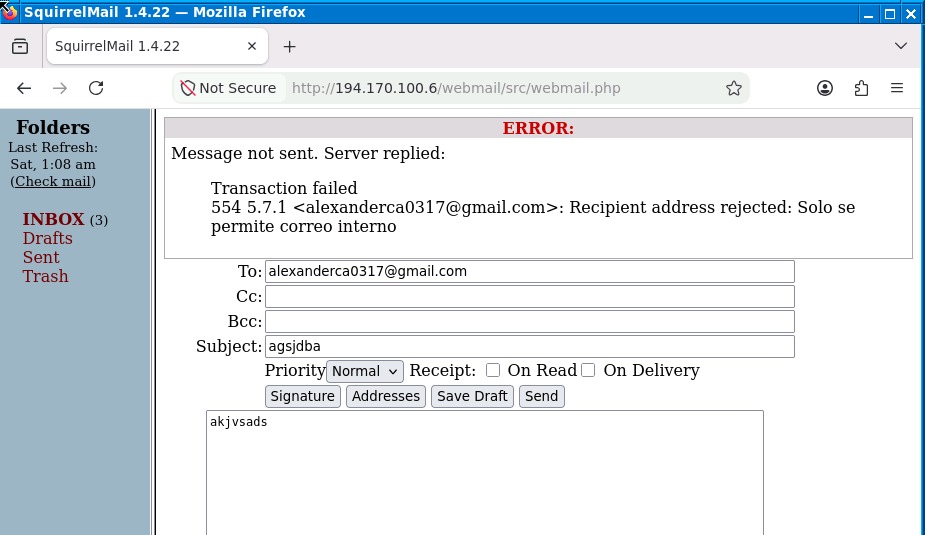 SquirrelMail 1.4.22 — Mozilla Firefox
SquirrelMail 1.4.22
Not Secure http://194.170.100.6/webmail/src/webmail.php
Folders
Last Refresh:
Sat, 1:08 am
(Check mail)
INBOX (3)
Drafts
Sent
Trash
ERROR:
Message not sent. Server replied:
Transaction failed
554 5.7.1 <alexanderca0317@gmail.com>: Recipient address rejected: Solo se
permite correo interno
To: alexanderca0317@gmail.com
Cc:
Bcc:
Subject: agsjdba
Priority Normal Receipt: On Read On Delivery
Signature Addresses Save Draft Send
akjvsads